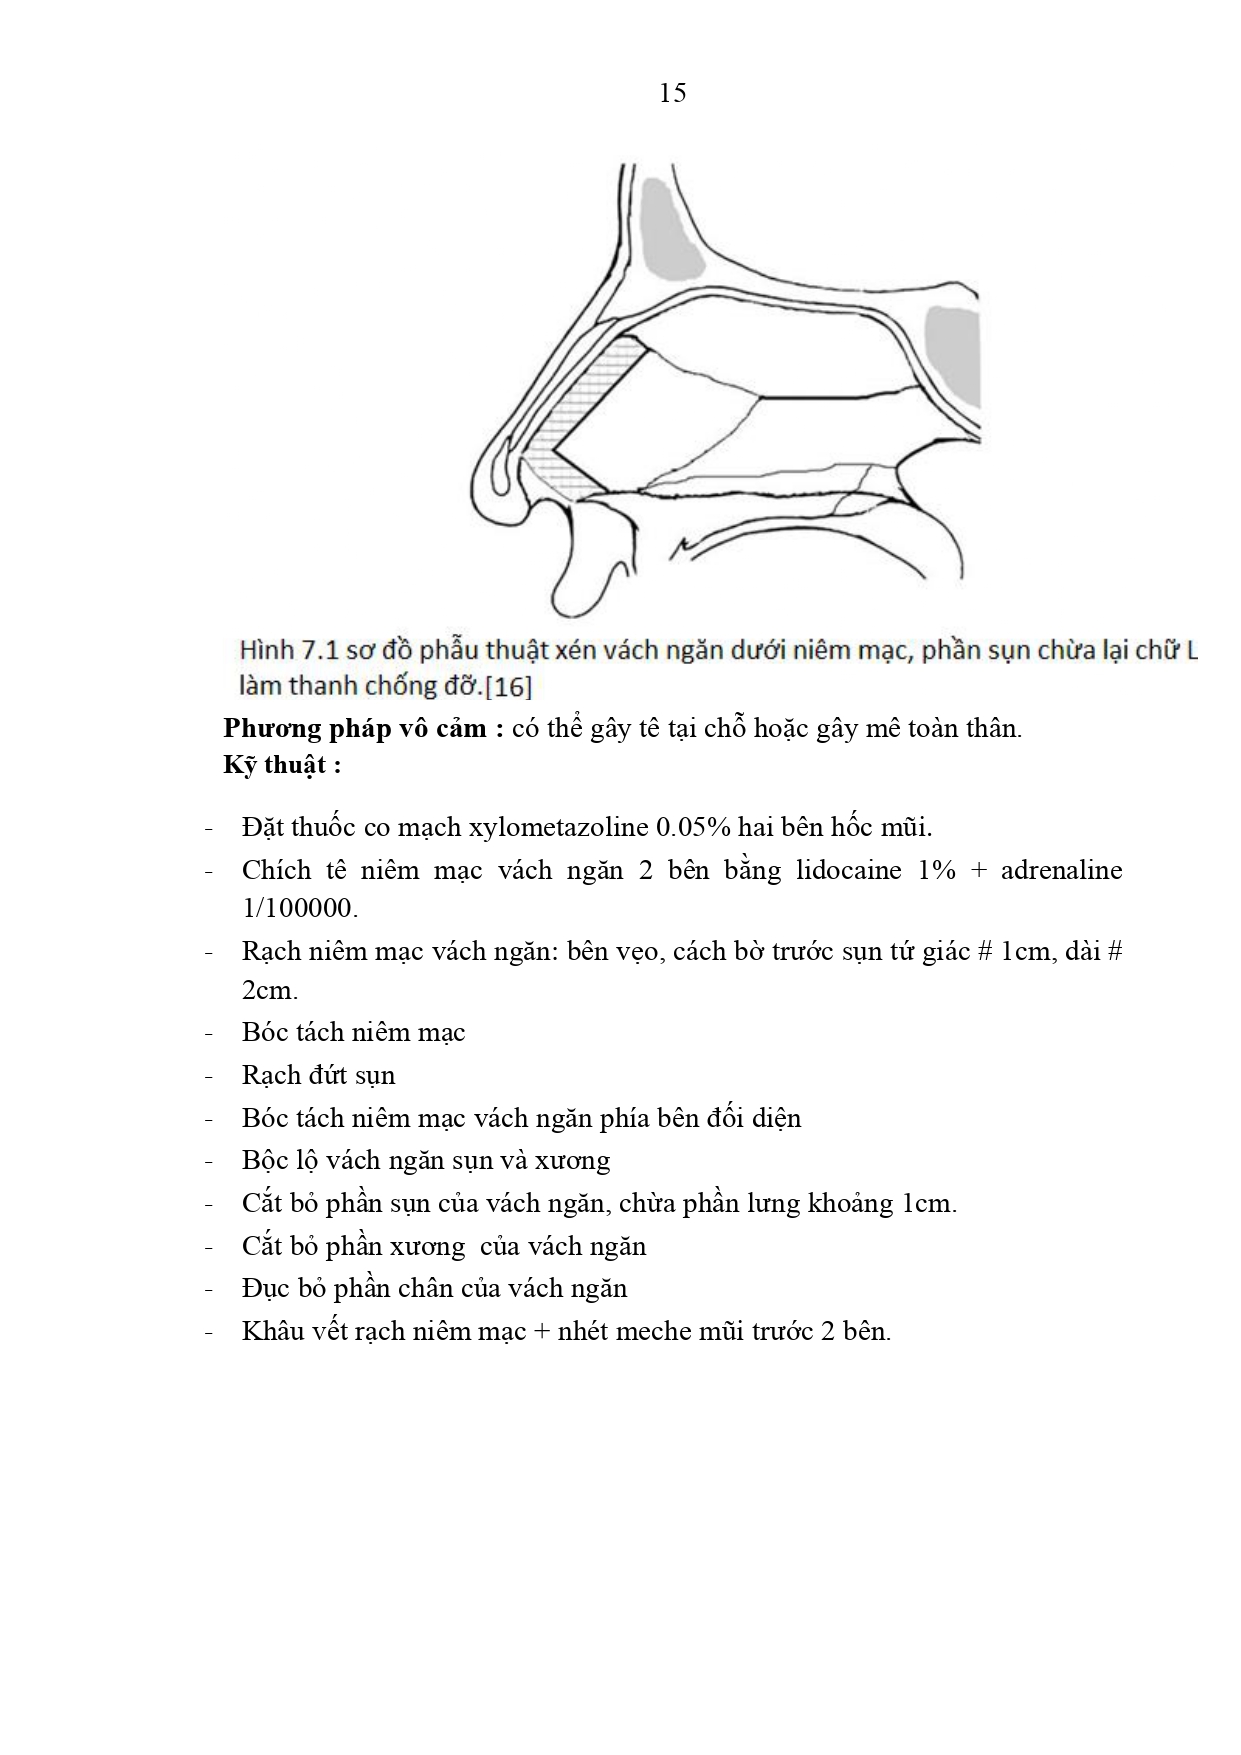 15
Hình 7.1 sơ đồ phẫu thuật xén vách ngăn dưới niêm mạc, phần sụn chừa lại chữ L
làm thanh chống đỡ.[16]
Phương pháp vô cảm : có thể gây tê tại chỗ hoặc gây mê toàn thân.
Kỹ thuật :
- Đặt thuốc co mạch xylometazoline 0.05% hai bên hốc mũi.
- Chích tê niêm mạc vách ngăn 2 bên bằng lidocaine 1% + adrenaline
1/100000.
- Rạch niêm mạc vách ngăn: bên vẹo, cách bờ trước sụn tứ giác # 1cm, dài #
2cm.
- Bóc tách niêm mạc
- Rạch đứt sụn
- Bóc tách niêm mạc vách ngăn phía bên đối diện
- Bộc lộ vách ngăn sụn và xương
- Cắt bỏ phần sụn của vách ngăn, chừa phần lưng khoảng 1cm.
- Cắt bỏ phần xương  của vách ngăn
- Đục bỏ phần chân của vách ngăn
- Khâu vết rạch niêm mạc + nhét meche mũi trước 2 bên.